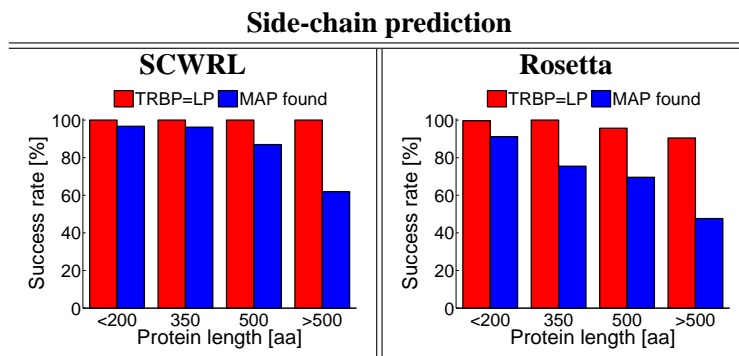 Side-chain prediction
SCWRL
TRBP=LP MAP found
Success rate [%]
100
80
60
40
20
0
<200 350 500 >500
Protein length [aa]
Rosetta
TRBP=LP MAP found
Success rate [%]
100
80
60
40
20
0
<200 350 500 >500
Protein length [aa]